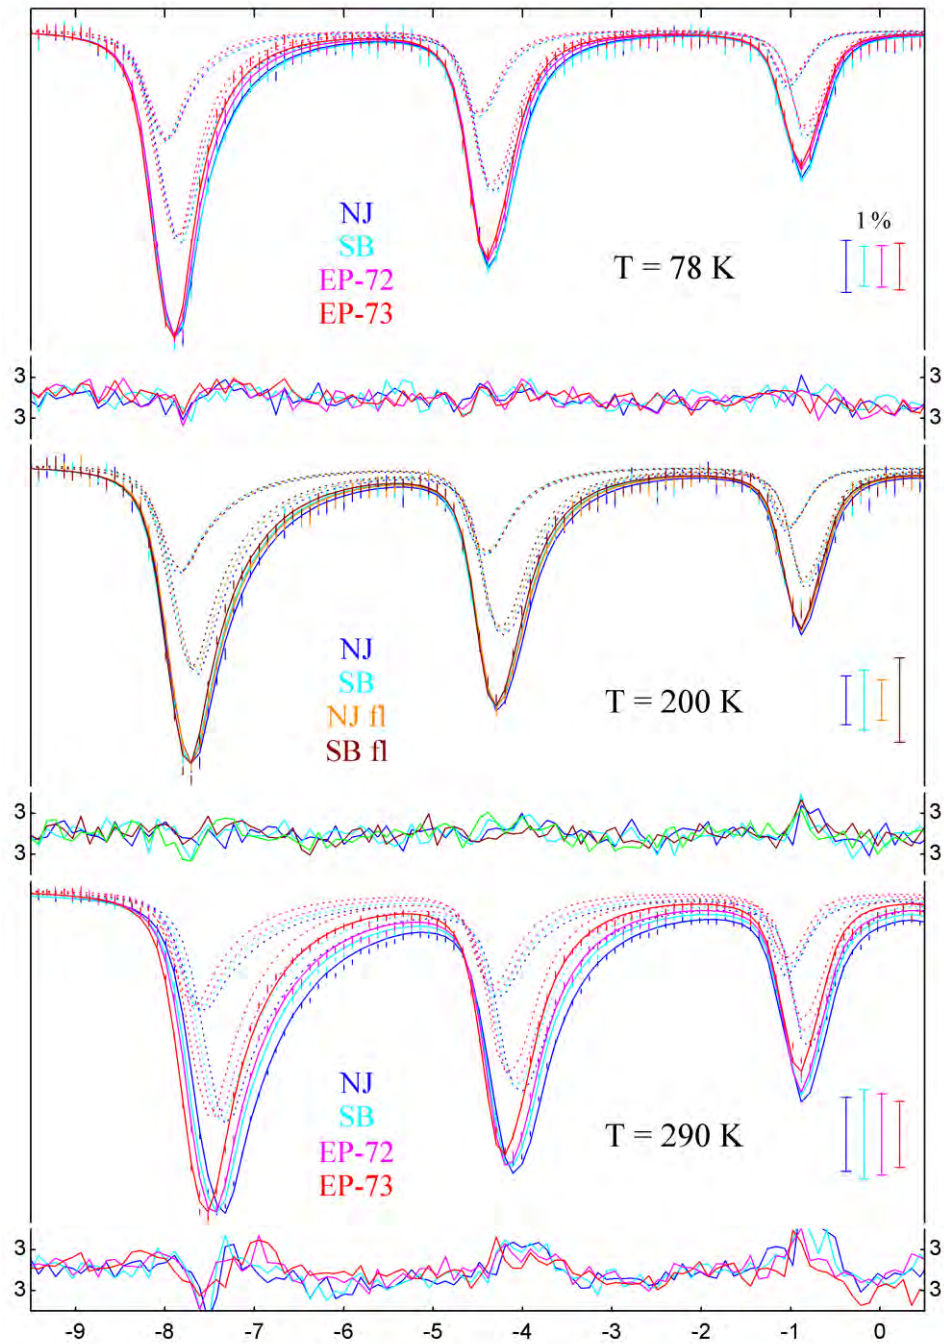 1%
NJ
SB
EP-72
EP-73
T = 78 K
3 3
3 3
NJ
SB
NJ fl
SB fl
T = 200 K
3 3
3 3
NJ
SB
EP-72
EP-73
T = 290 K
3 3
3 3
-9 -8 -7 -6 -5 -4 -3 -2 -1 0